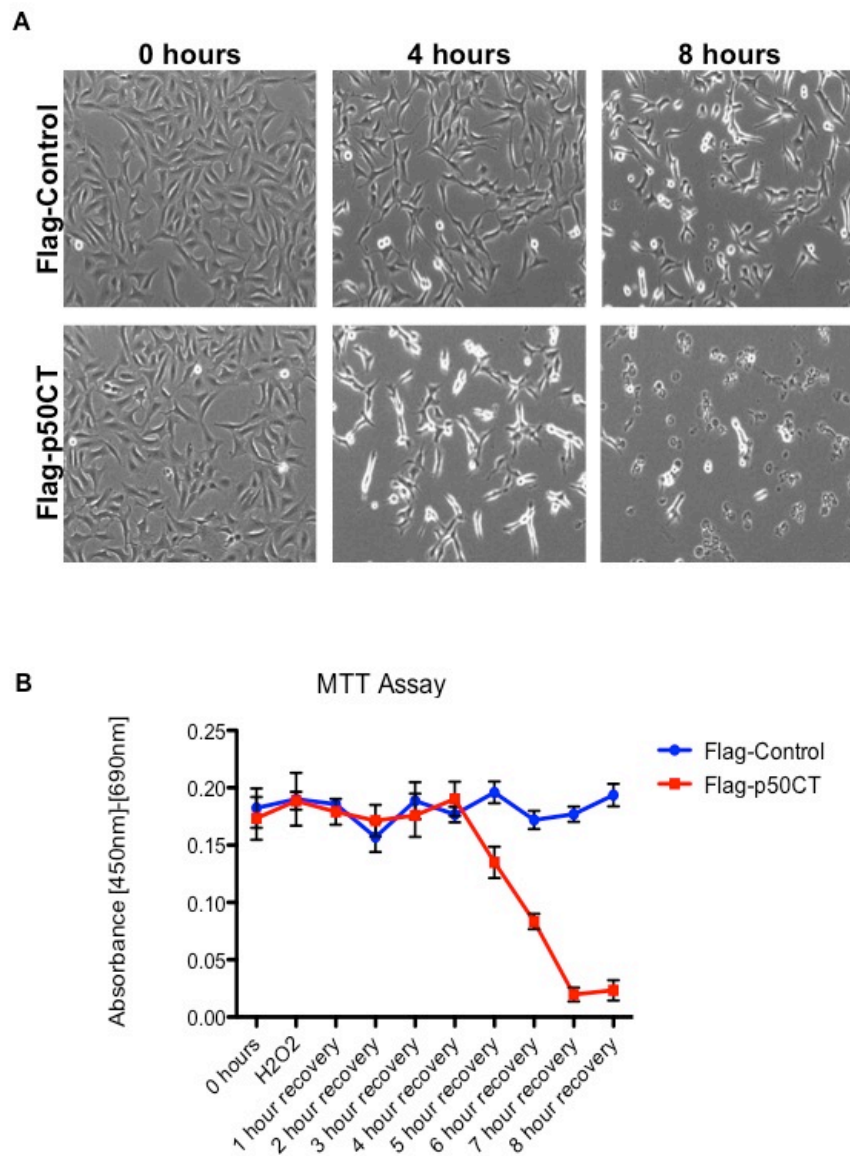 A
0 hours 4 hours 8 hours
Flag-Control
Flag-p50CT
B
MTT Assay
Absorbance [450nm]-[690nm]
0.25
0.20
0.15
0.10
0.05
0.00
Flag-Control
Flag-p50CT
0 hours
H2O2
1 hour recovery
2 hour recovery
3 hour recovery
4 hour recovery
5 hour recovery
6 hour recovery
7 hour recovery
8 hour recovery